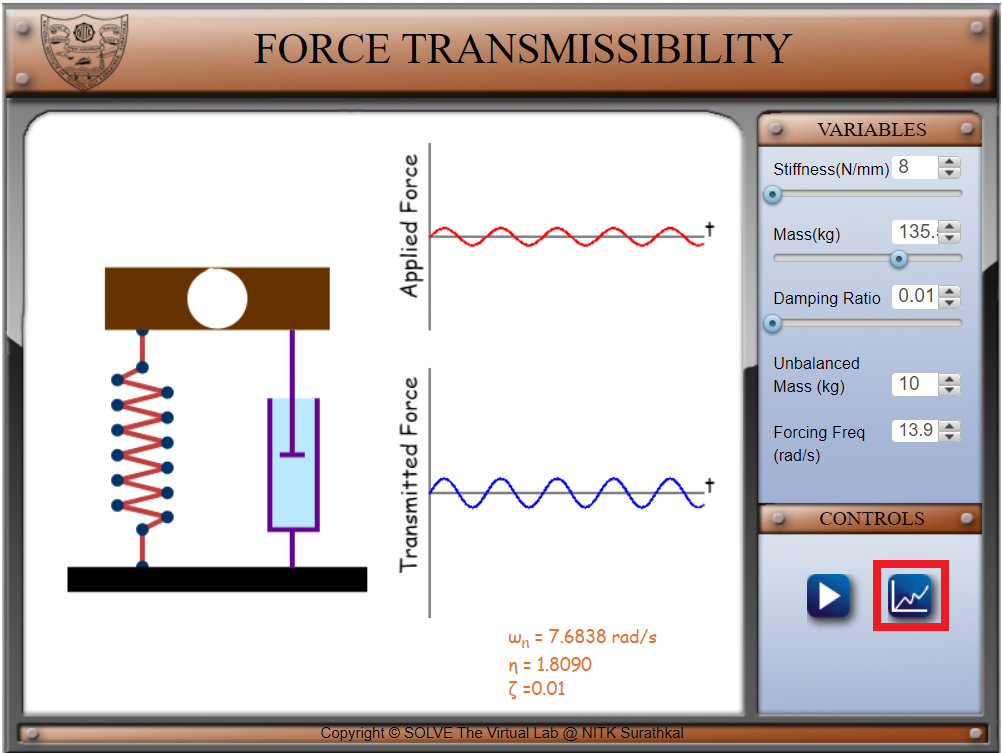 FORCE TRANSMISSIBILITY
Applied Force
t
Transmitted Force
t
ωn = 7.6838 rad/s
η = 1.8090
ζ =0.01
VARIABLES
Stiffness(N/mm) 8
Mass(kg) 135.
Damping Ratio 0.01
Unbalanced
Mass (kg) 10
Forcing Freq 13.9
(rad/s)
CONTROLS
Copyright © SOLVE The Virtual Lab @ NITK Surathkal